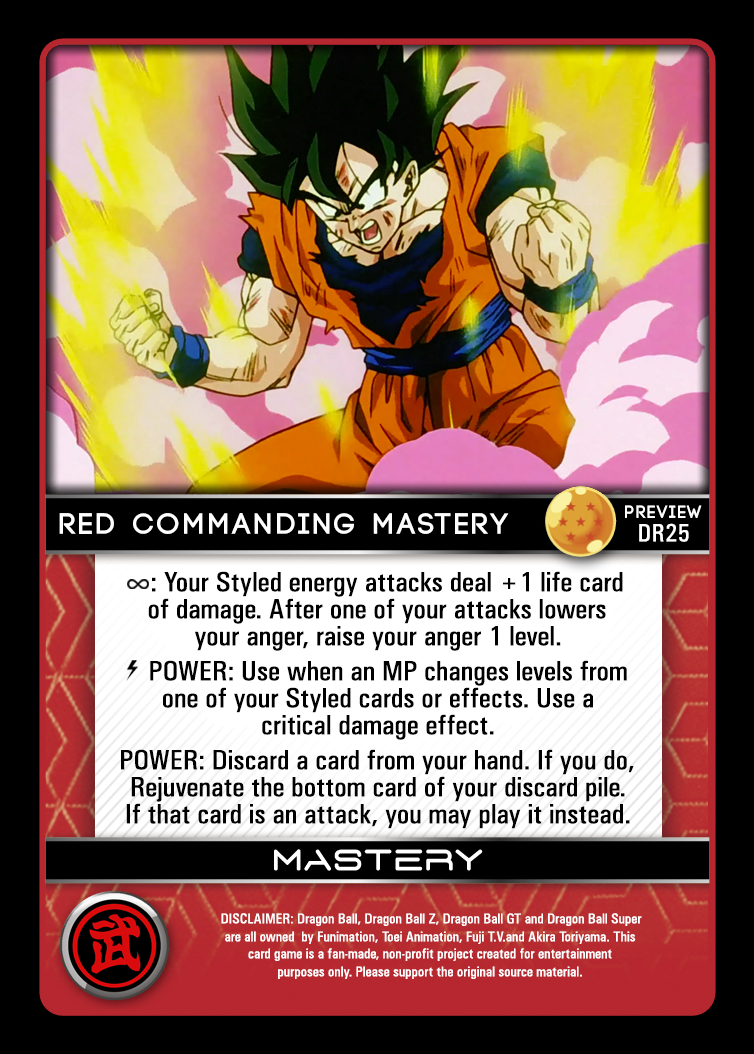 RED COMMANDING MASTERY
PREVIEW
DR25
∞: Your Styled energy attacks deal +1 life card
of damage. After one of your attacks lowers
your anger, raise your anger 1 level.
POWER: Use when an MP changes levels from
one of your Styled cards or effects. Use a
critical damage effect.
POWER: Discard a card from your hand. If you do,
Rejuvenate the bottom card of your discard pile.
If that card is an attack, you may play it instead.
MASTERY
武
DISCLAIMER: Dragon Ball, Dragon Ball Z, Dragon Ball GT and Dragon Ball Super
are all owned by Funimation, Toei Animation, Fuji T.V.and Akira Toriyama. This
card game is a fan-made, non-profit project created for entertainment
purposes only. Please support the original source material.